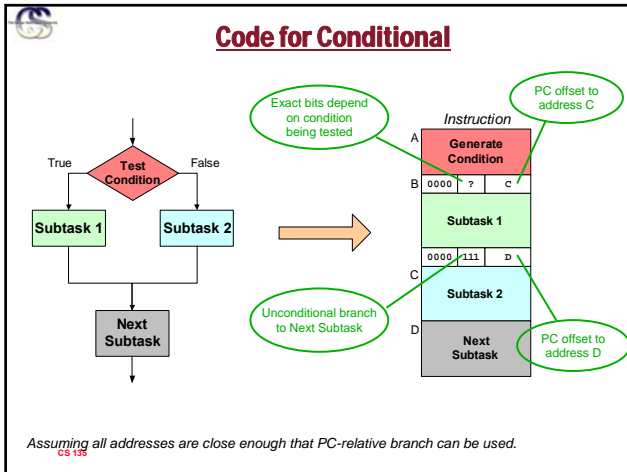 Code for Conditional
Exact bits depend
on condition
being tested
PC offset to
address C
Instruction
True
Test
Condition
False
Subtask 1
Subtask 2
Next
Subtask
A
Generate
Condition
B
0000 ? C
Subtask 1
0000 111 D
C
Subtask 2
D
Next
Subtask
Unconditional branch
to Next Subtask
PC offset to
address D
Assuming all addresses are close enough that PC-relative branch can be used.
CS 135